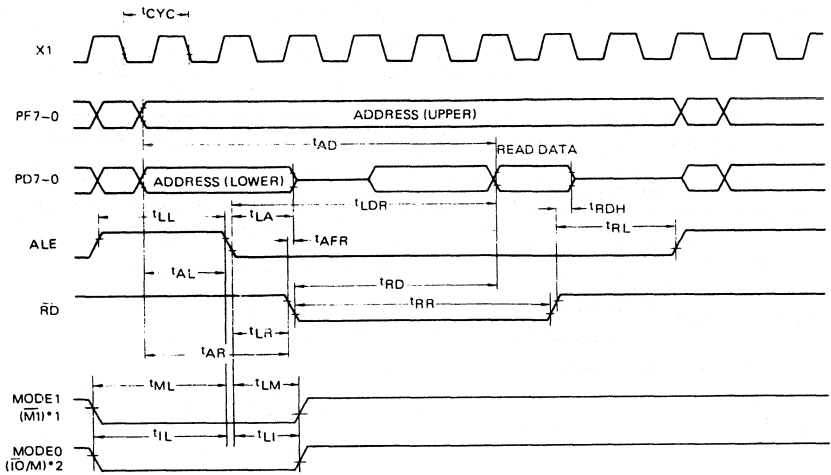 tCYC
X1
PF7-0
ADDRESS (UPPER)
tAD
READ DATA
PD7-0
ADDRESS (LOWER)
tLDR
tRDH
tLL
tLA
tRL
ALE
tAFR
tAL
tRD
tRR
RD
tLR
tAR
tML
tLM
MODE1
(M1)*1
tIL
tLI
MODE0
(IO/M)*2